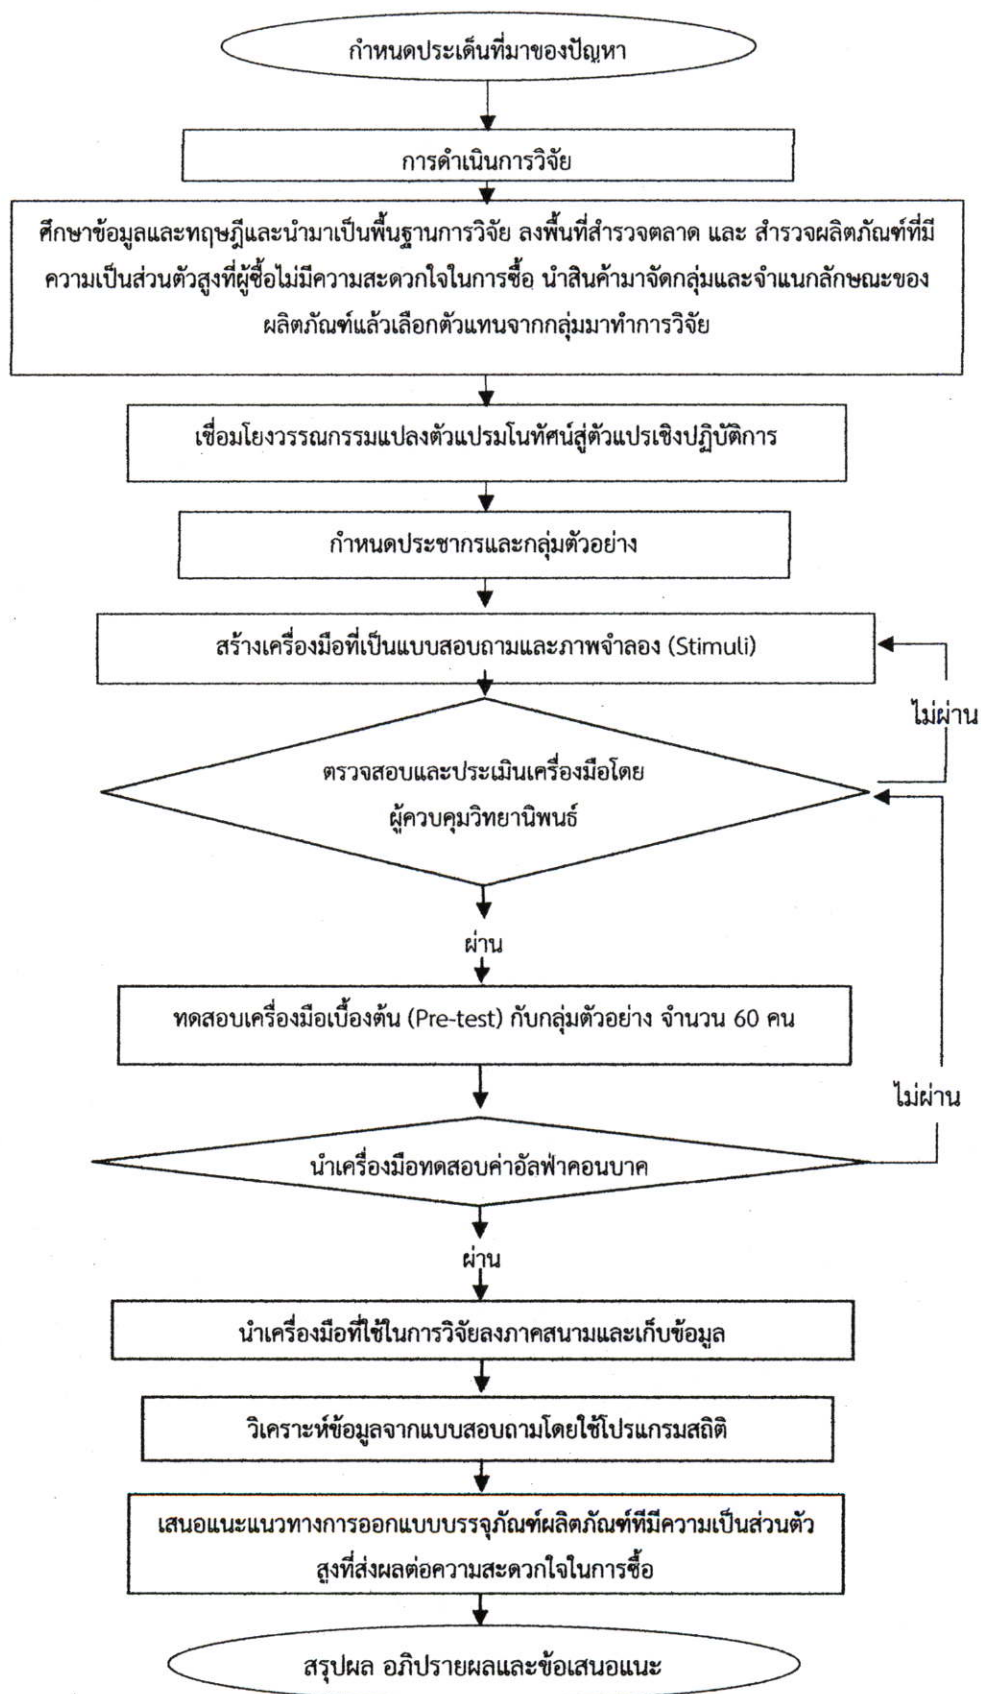 กำหนดประเด็นที่มาของปัญหา
การดำเนินการวิจัย
ศึกษาข้อมูลและทฤษฎีและนำมาเป็นพื้นฐานการวิจัย ลงพื้นที่สำรวจตลาด และ สำรวจผลิตภัณฑ์ที่มี
ความเป็นส่วนตัวสูงที่ผู้ซื้อไม่มีความสะดวกใจในการซื้อ นำสินค้ามาจัดกลุ่มและจำแนกลักษณะของ
ผลิตภัณฑ์แล้วเลือกตัวแทนจากกลุ่มมาทำการวิจัย
เชื่อมโยงวรรณกรรมแปลงตัวแปรมโนทัศน์สู่ตัวแปรเชิงปฏิบัติการ
กำหนดประชากรและกลุ่มตัวอย่าง
สร้างเครื่องมือที่เป็นแบบสอบถามและภาพจำลอง (Stimuli)
ไม่ผ่าน
ตรวจสอบและประเมินเครื่องมือโดย
ผู้ควบคุมวิทยานิพนธ์
ผ่าน
ทดสอบเครื่องมือเบื้องต้น (Pre-test) กับกลุ่มตัวอย่าง จำนวน 60 คน
ไม่ผ่าน
นำเครื่องมือทดสอบค่าอัลฟ่าคอนบาค
ผ่าน
นำเครื่องมือที่ใช้ในการวิจัยลงภาคสนามและเก็บข้อมูล
วิเคราะห์ข้อมูลจากแบบสอบถามโดยใช้โปรแกรมสถิติ
เสนอแนะแนวทางการออกแบบบรรจุภัณฑ์ผลิตภัณฑ์ที่มีความเป็นส่วนตัว
สูงที่ส่งผลต่อความสะดวกใจในการซื้อ
สรุปผล อภิปรายผลและข้อเสนอแนะ